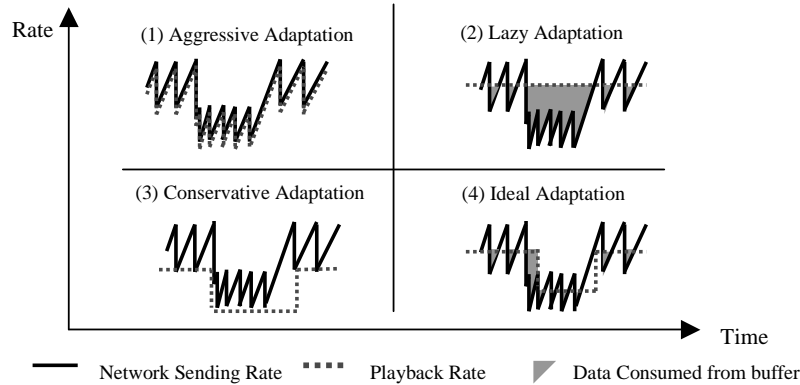 Rate
(1) Aggressive Adaptation
(2) Lazy Adaptation
(3) Conservative Adaptation
(4) Ideal Adaptation
Time
Network Sending Rate
Playback Rate
Data Consumed from buffer